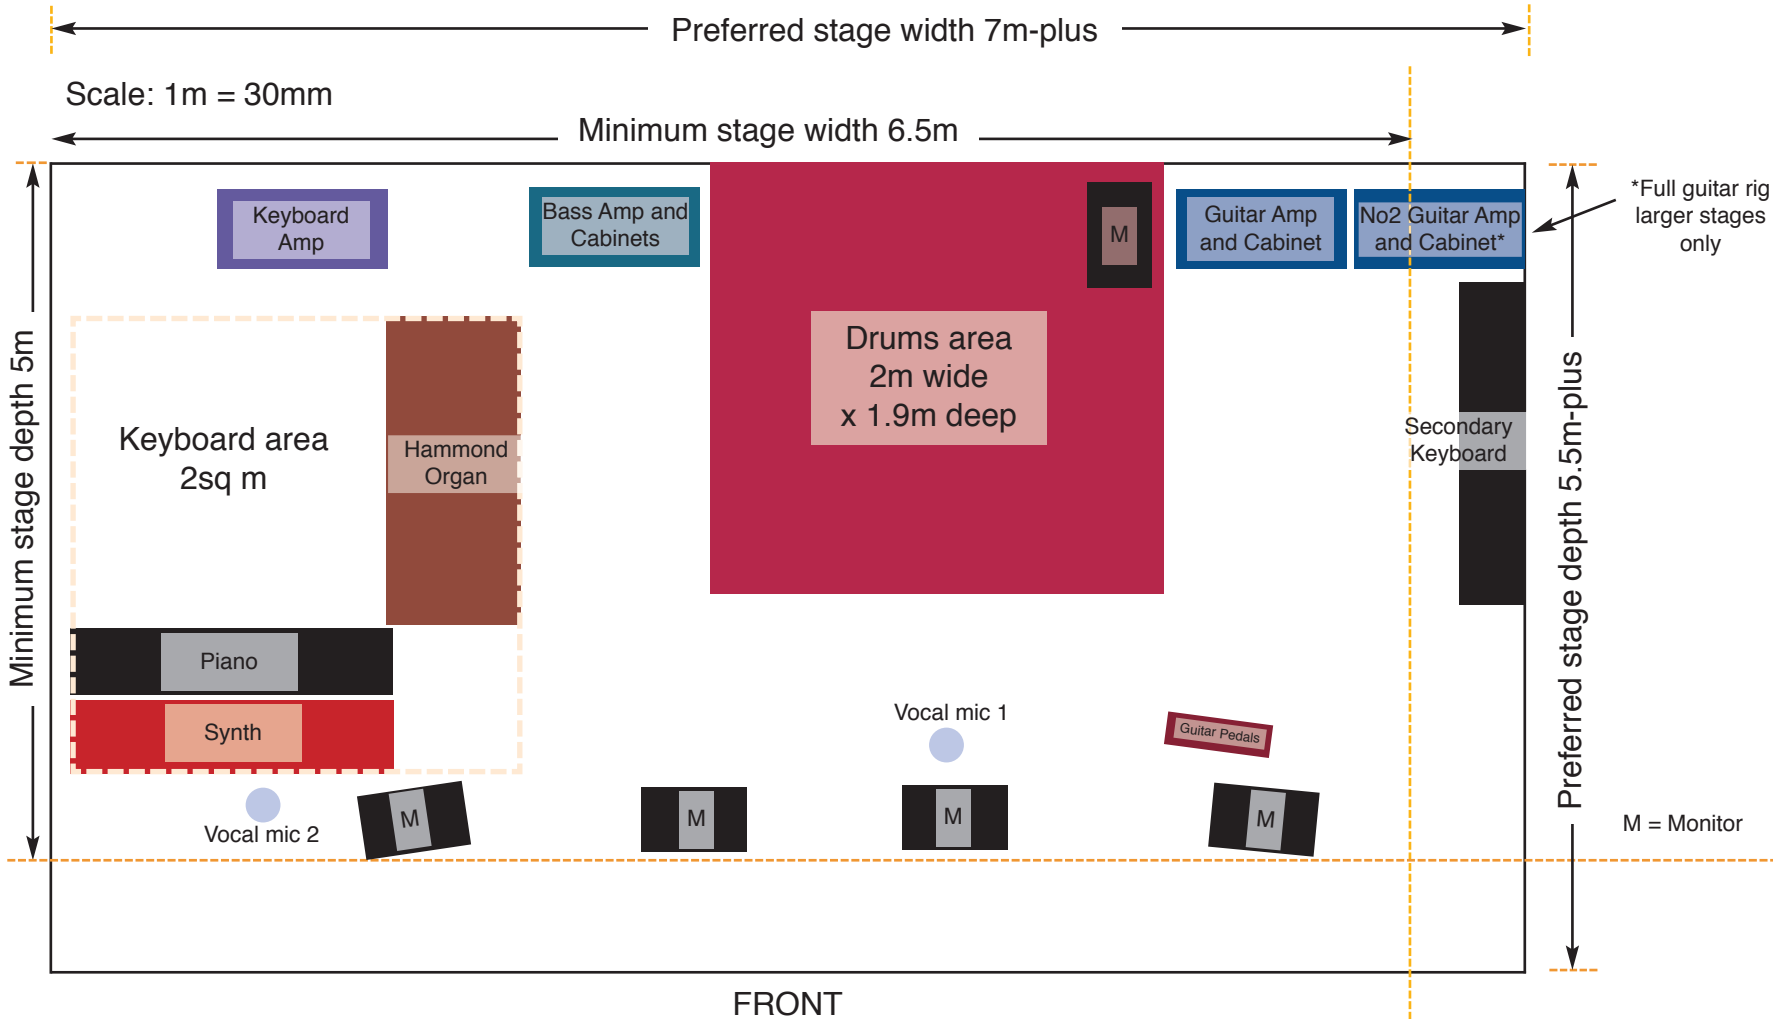 Preferred stage width 7m-plus
Scale: 1m = 30mm
Minimum stage width 6.5m
*Full guitar rig
larger stages
only
Keyboard
Amp
Bass Amp and
Cabinets
M
Guitar Amp
and Cabinet
No2 Guitar Amp
and Cabinet*
Minimum stage depth 5m
Drums area
2m wide
x 1.9m deep
Keyboard area
2sq m
Hammond
Organ
Secondary
Keyboard
Preferred stage depth 5.5m-plus
Piano
Synth
Vocal mic 1
Guitar Pedals
Vocal mic 2
M
M
M
M
M = Monitor
FRONT